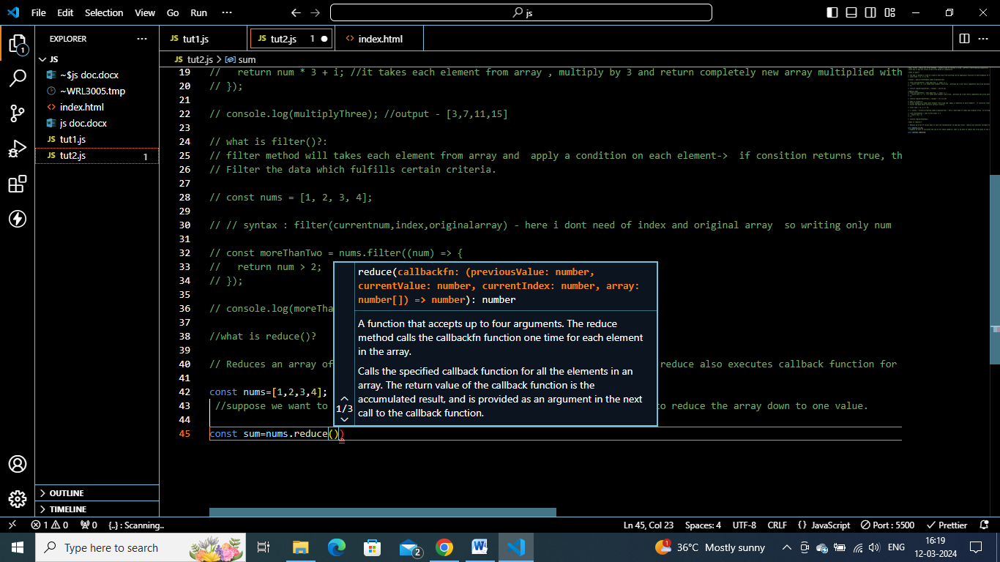 File Edit Selection View Go Run ··· ← → js
EXPLORER ···
JS tut1.js JS tut2.js 1 ● <> index.html
JS
~$js doc.docx
~WRL3005.tmp
<> index.html
js doc.docx
JS tut1.js
JS tut2.js 1
OUTLINE
TIMELINE
JS tut2.js > sum
19 //   return num * 3 + i; //it takes each element from array , multiply by 3 and return completely new array multiplied with
20 // });
21
22 // console.log(multiplyThree); //output - [3,7,11,15]
23
24 // what is filter()?:
25 // filter method will takes each element from array and  apply a condition on each element->  if consition returns true, th
26 // Filter the data which fulfills certain criteria.
27
28 // const nums = [1, 2, 3, 4];
29
30 // // syntax : filter(currentnum,index,originalarray) - here i dont need of index and original array  so writing only num
31
32 // const moreThanTwo = nums.filter((num) => {
33 //   return num > 2;
34 // });
35
36 // console.log(moreTha
37
38 //what is reduce()?
39
40 // Reduces an array of reduce also executes callback function for
41
42 const nums=[1,2,3,4];
43 //suppose we want to to reduce the array down to one value.
44
45 const sum=nums.reduce())
reduce(callbackfn: (previousValue: number,
currentValue: number, currentIndex: number, array:
number[]) => number): number
A function that accepts up to four arguments. The reduce
method calls the callbackfn function one time for each element
in the array.
Calls the specified callback function for all the elements in an
array. The return value of the callback function is the
accumulated result, and is provided as an argument in the next
call to the callback function.
1/3
1 0 0 {..} : Scanning.. Ln 45, Col 23 Spaces: 4 UTF-8 CRLF {} JavaScript Port : 5500 Prettier
Type here to search 2 W 1 36°C Mostly sunny ENG 16:19
12-03-2024
1